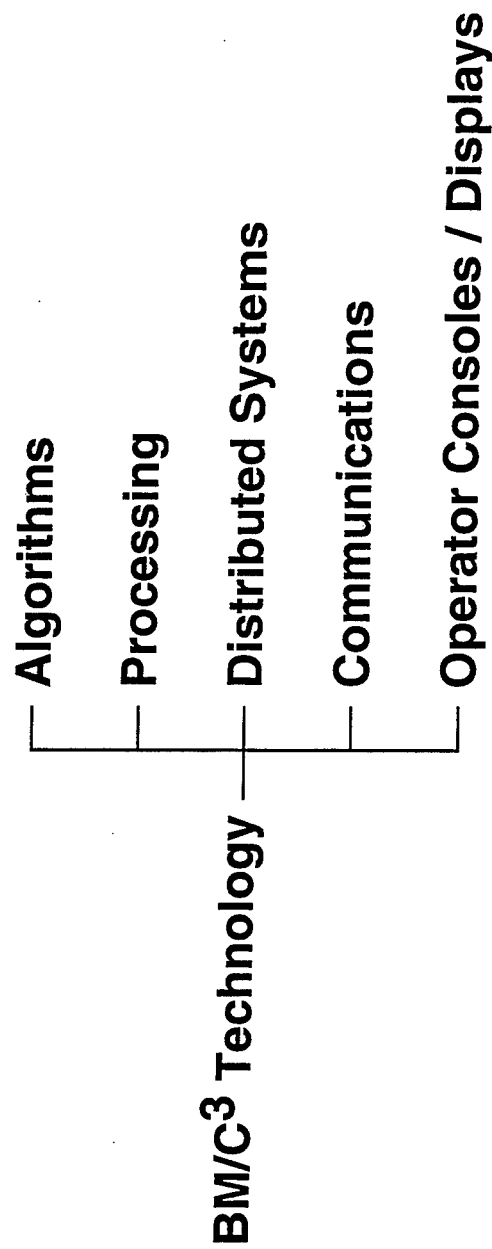 BM/C³ Technology
Algorithms
Processing
Distributed Systems
Communications
Operator Consoles / Displays